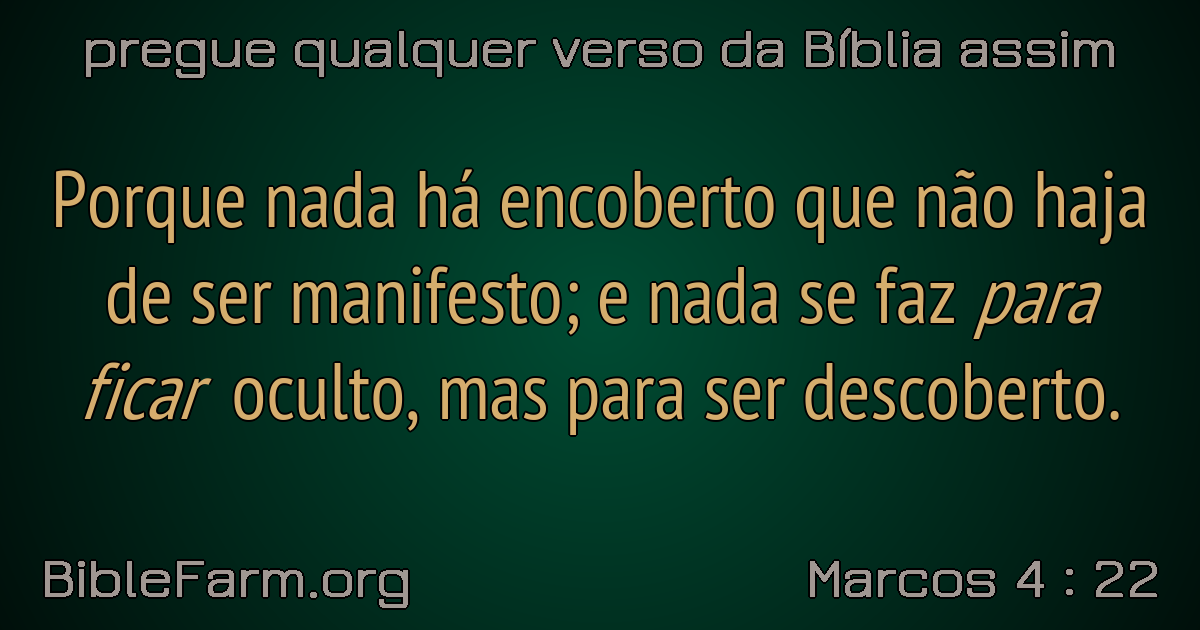 pregue qualquer verso da Bíblia assim
Porque nada há encoberto que não haja
de ser manifesto; e nada se faz para
ficar oculto, mas para ser descoberto.
BibleFarm.org
Marcos 4 : 22